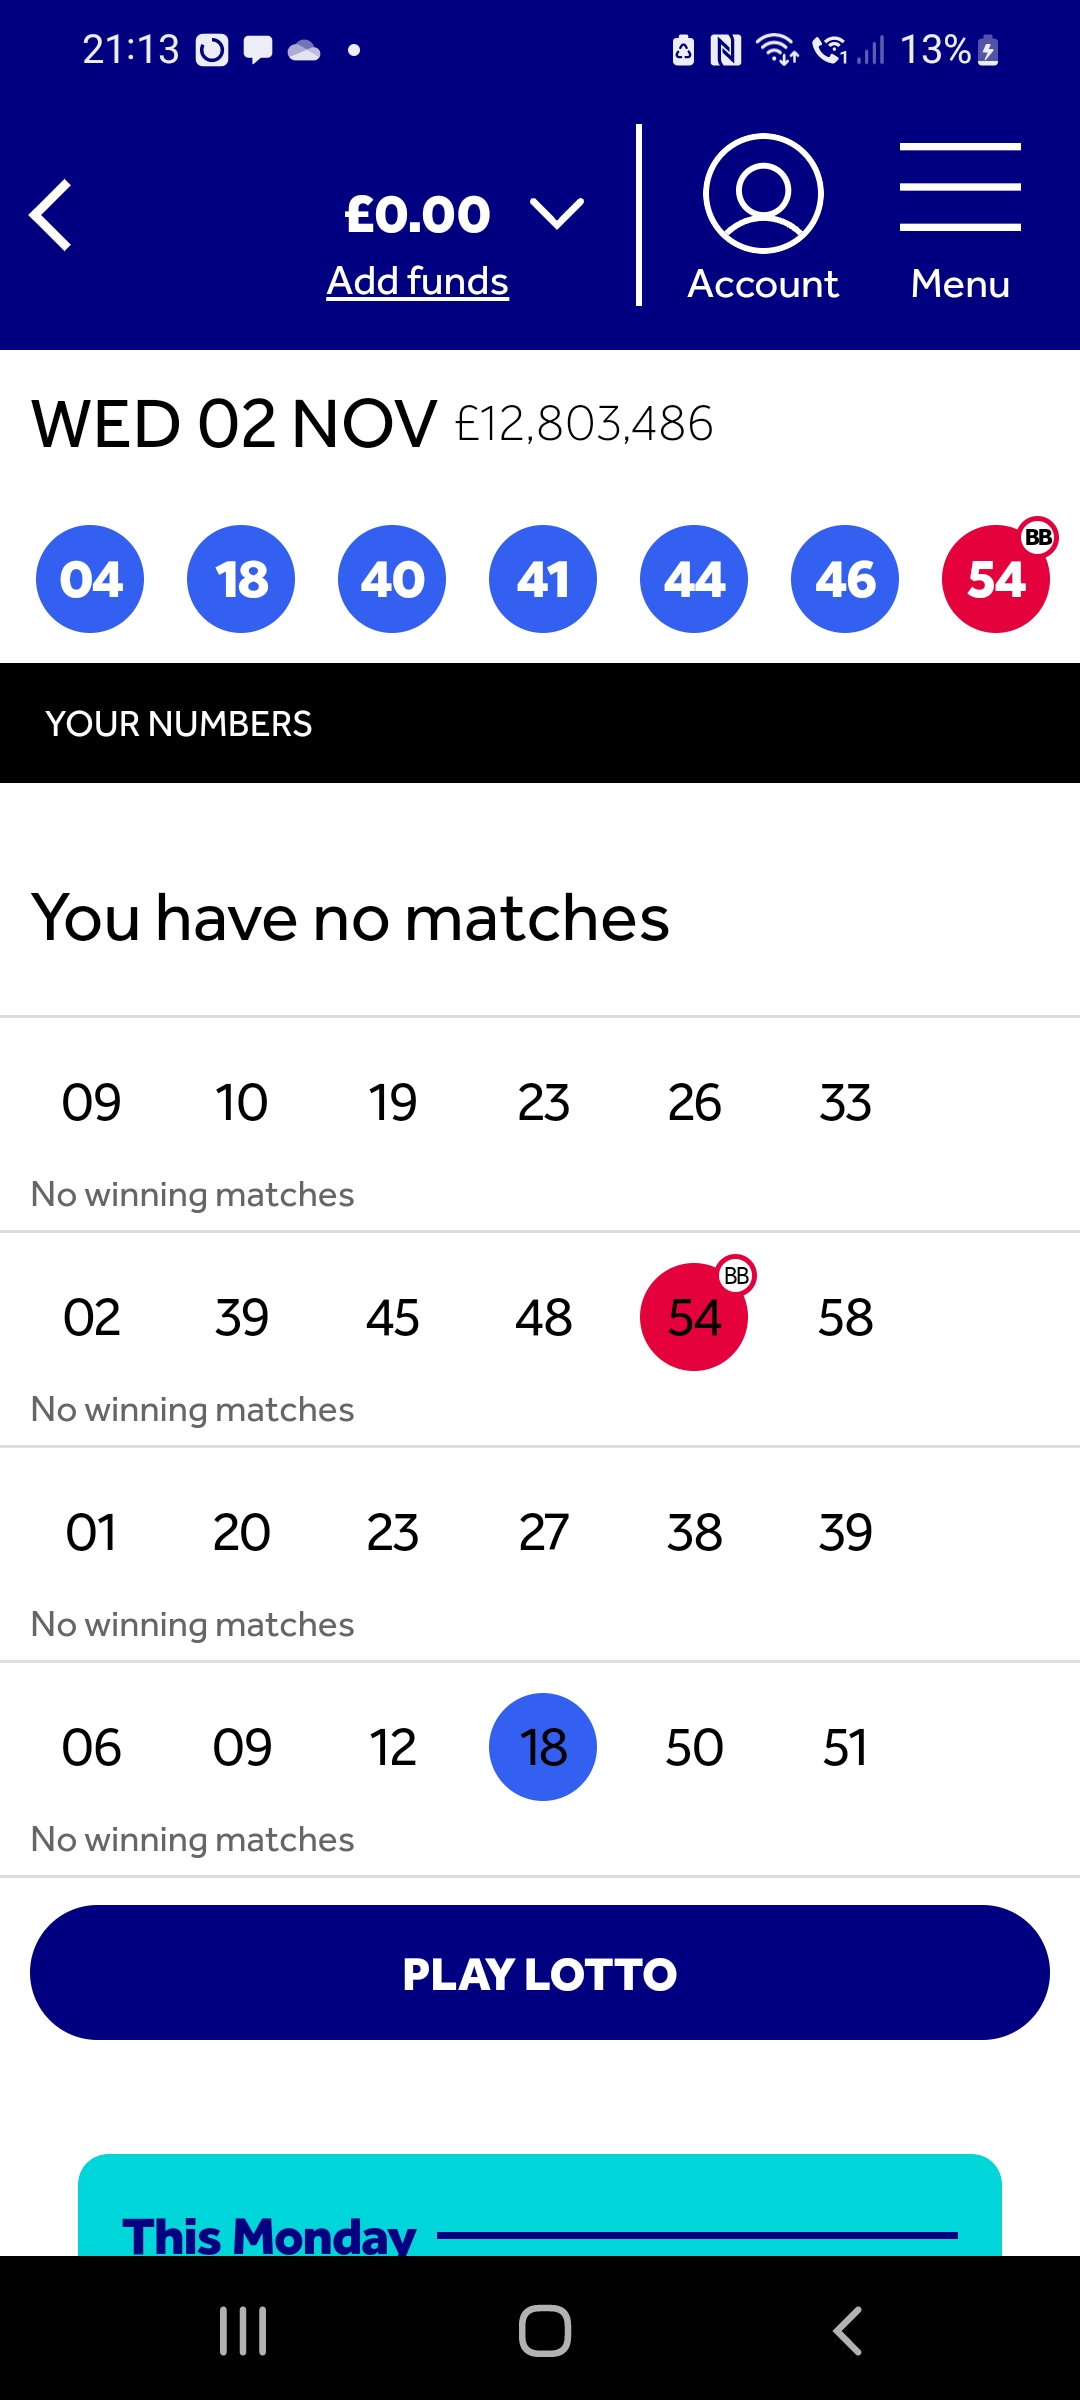 21:13 1 13%
£0.00
Add funds
Account Menu
WED 02 NOV £12,803,486
04 18 40 41 44 46 54 BB
YOUR NUMBERS
You have no matches
09 10 19 23 26 33
No winning matches
02 39 45 48 54 BB 58
No winning matches
01 20 23 27 38 39
No winning matches
06 09 12 18 50 51
No winning matches
PLAY LOTTO
This Monday